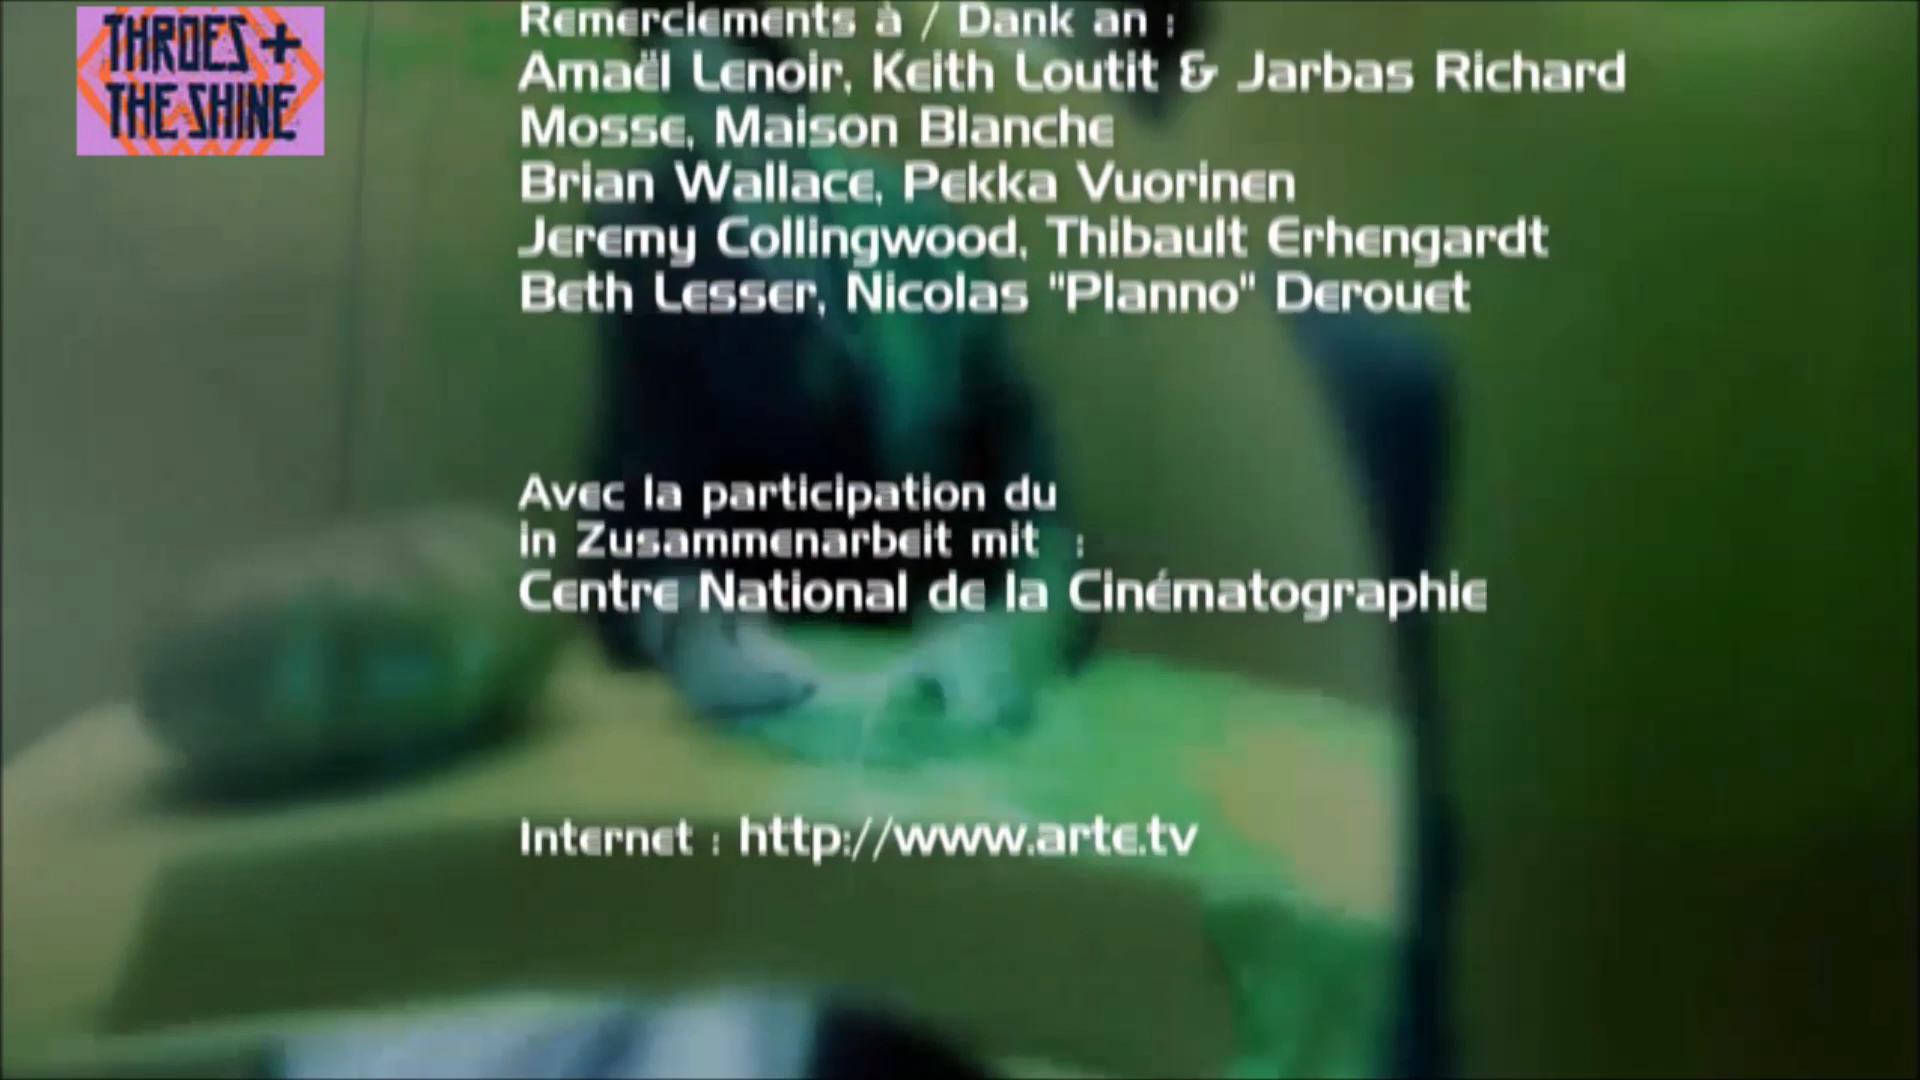 THROES +
THE SHINE
Remerciements à / Dank an :
Amaël Lenoir, Keith Loutit & Jarbas Richard
Mosse, Maison Blanche
Brian Wallace, Pekka Vuorinen
Jeremy Collingwood, Thibault Erhengardt
Beth Lesser, Nicolas "Planno" Derouet
Avec la participation du
in Zusammenarbeit mit :
Centre National de la Cinématographie
Internet : http://www.arte.tv